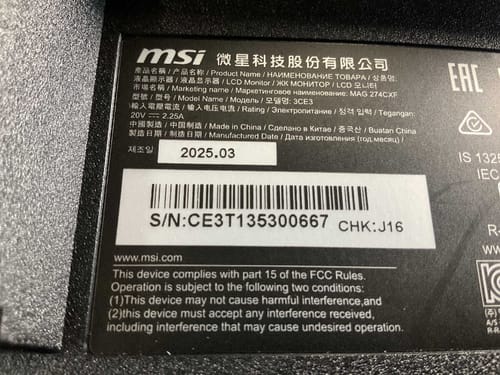 msi 微星科技股份有限公司
產品名稱 / 产品名称 / Product Name / НАИМЕНОВАНИЕ ТОВАРА / 상품명:
液晶顯示器 / 液晶显示器 / LCD Monitor / ЖК МОНИТОР / LCD 모니터
市場名稱 / Marketing name / Маркетинговое наименование: MAG 274CXF
型號 / 型号 / Model Name / Модель / 모델명: 3CE3
輸入電壓電流 / 输入电压电流 / Rating / Электропитание / 정격 입력 / Tegangan:
20V ⎓ 2.25A
中國製造 / 中国制造 / Made in China / Сделано в Китае / 중국산 / Buatan China
製造日期 / 制造日期 / Manufactured Date / Дата изготовления (год.месяц) /
제조일 2025.03
S/N:CE3T135300667 CHK:J16
www.msi.com
This device complies with part 15 of the FCC Rules.
Operation is subject to the following two conditions:
(1)This device may not cause harmful interference,and
(2)this device must accept any interference received,
including interference that may cause undesired operation.
EAC
IS 1325
IEC
R-
ww
KC